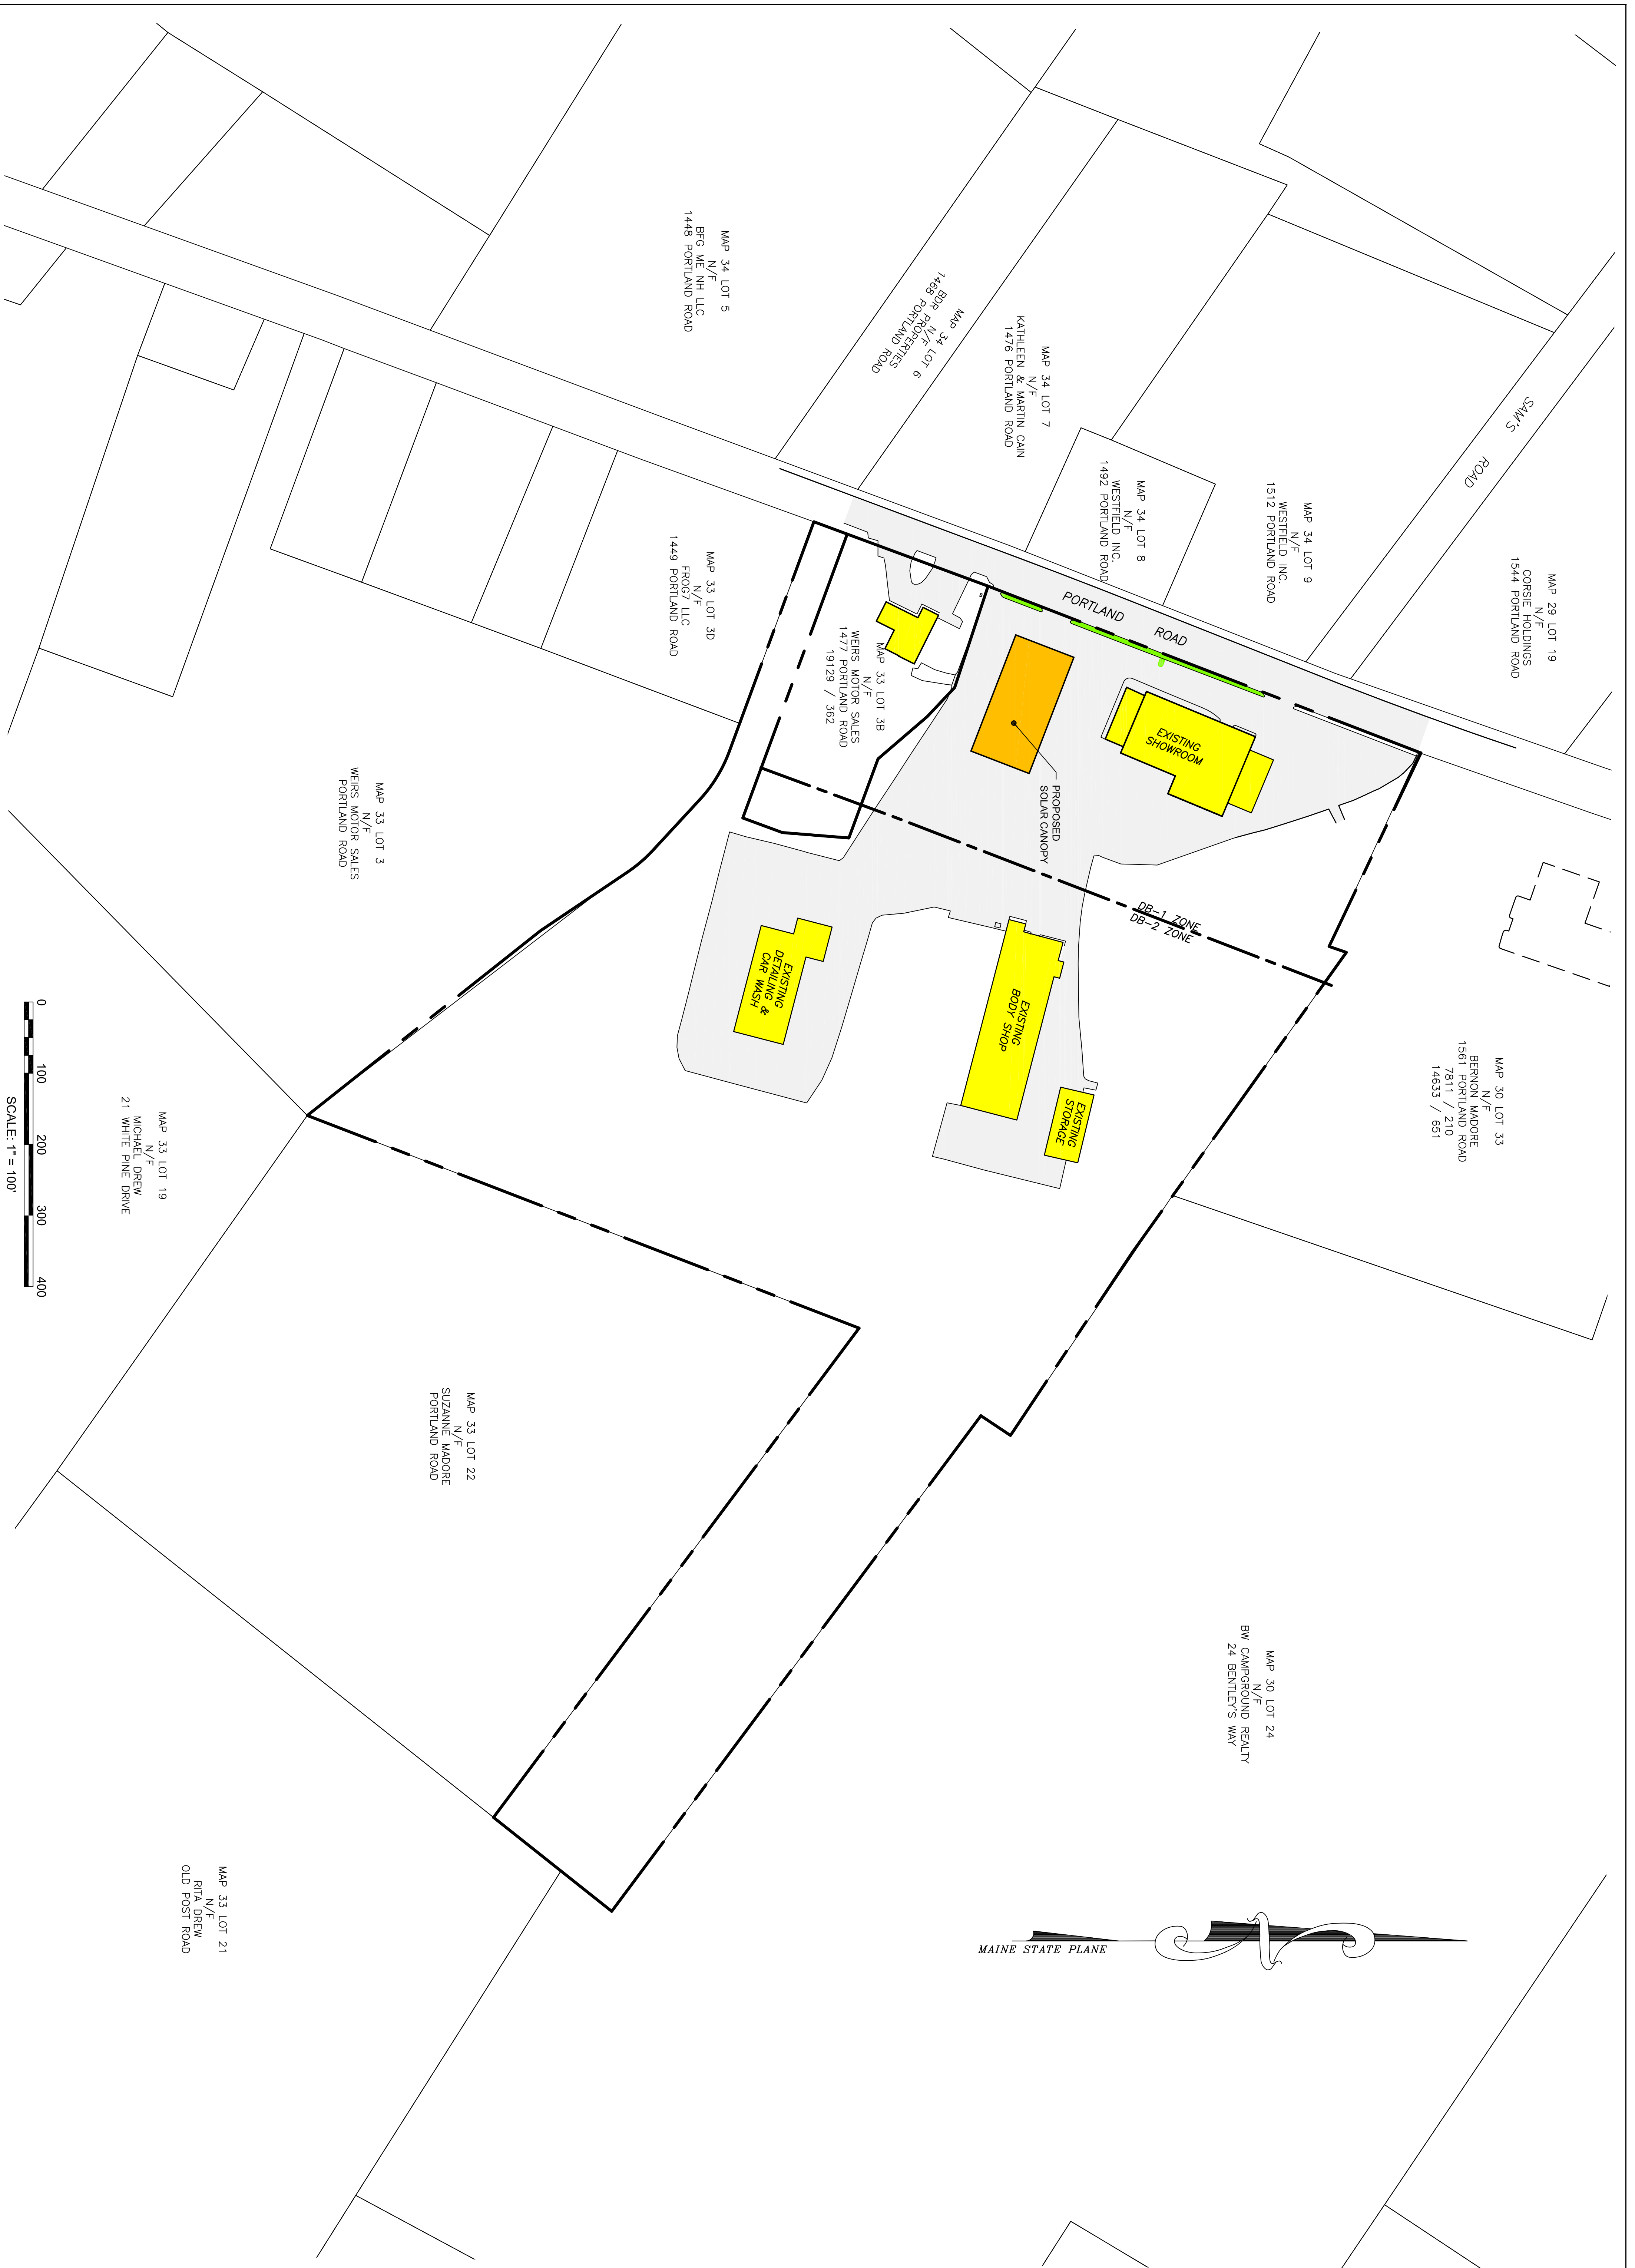 MAP 29 LOT 19
N/F
CORSIE HOLDINGS
1544 PORTLAND ROAD
SAM'S ROAD
MAP 34 LOT 9
N/F
WESTFIELD INC.
1512 PORTLAND ROAD
MAP 34 LOT 8
N/F
WESTFIELD INC.
1492 PORTLAND ROAD
MAP 34 LOT 7
N/F
KATHLEEN & MARTIN CAIN
1476 PORTLAND ROAD
MAP 34 LOT 6
N/F
BDR PROPERTIES
1468 PORTLAND ROAD
MAP 34 LOT 5
N/F
BFG ME NH LLC
1448 PORTLAND ROAD
PORTLAND ROAD
EXISTING
SHOWROOM
PROPOSED
SOLAR CANOPY
MAP 33 LOT 3B
N/F
WEIRS MOTOR SALES
1477 PORTLAND ROAD
19129 / 362
MAP 33 LOT 3D
N/F
FROG7 LLC
1449 PORTLAND ROAD
MAP 33 LOT 3
N/F
WEIRS MOTOR SALES
PORTLAND ROAD
DB-1 ZONE
DB-2 ZONE
EXISTING
BODY SHOP
EXISTING
STORAGE
EXISTING
DETAILING &
CAR WASH
MAP 30 LOT 33
N/F
BERNON MADORE
1561 PORTLAND ROAD
7811 / 210
14633 / 651
MAP 33 LOT 19
N/F
MICHAEL DREW
21 WHITE PINE DRIVE
0 100 200 300 400
SCALE: 1" = 100'
MAP 33 LOT 22
N/F
SUZANNE MADORE
PORTLAND ROAD
MAP 30 LOT 24
N/F
BW CAMPGROUND REALTY
24 BENTLEY'S WAY
MAP 33 LOT 21
N/F
RITA DREW
OLD POST ROAD
N
MAINE STATE PLANE